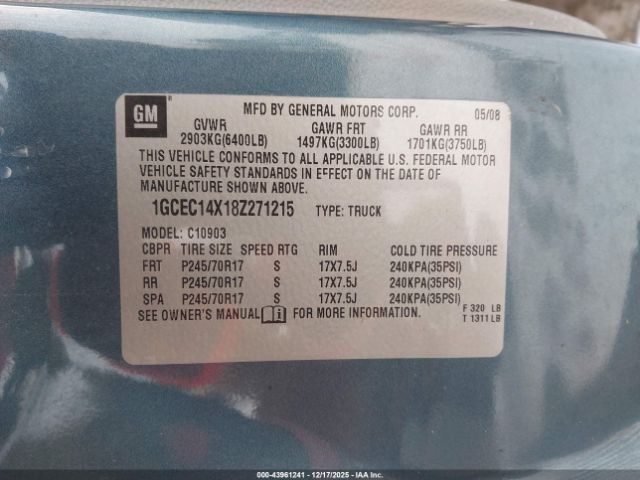 GM ®
MFD BY GENERAL MOTORS CORP. 05/08
GVWR GAWR FRT GAWR RR
2903KG(6400LB) 1497KG(3300LB) 1701KG(3750LB)
THIS VEHICLE CONFORMS TO ALL APPLICABLE U.S. FEDERAL MOTOR
VEHICLE SAFETY STANDARDS IN EFFECT ON THE DATE OF
MANUFACTURE SHOWN ABOVE.
1GCEC14X18Z271215 TYPE: TRUCK
MODEL: C10903
CBPR TIRE SIZE SPEED RTG RIM COLD TIRE PRESSURE
FRT P245/70R17 S 17X7.5J 240KPA(35PSI)
RR P245/70R17 S 17X7.5J 240KPA(35PSI)
SPA P245/70R17 S 17X7.5J 240KPA(35PSI)
SEE OWNER'S MANUAL i FOR MORE INFORMATION.
F 320 LB
T 1311 LB
000-43961241 - 12/17/2025 - IAA, Inc.